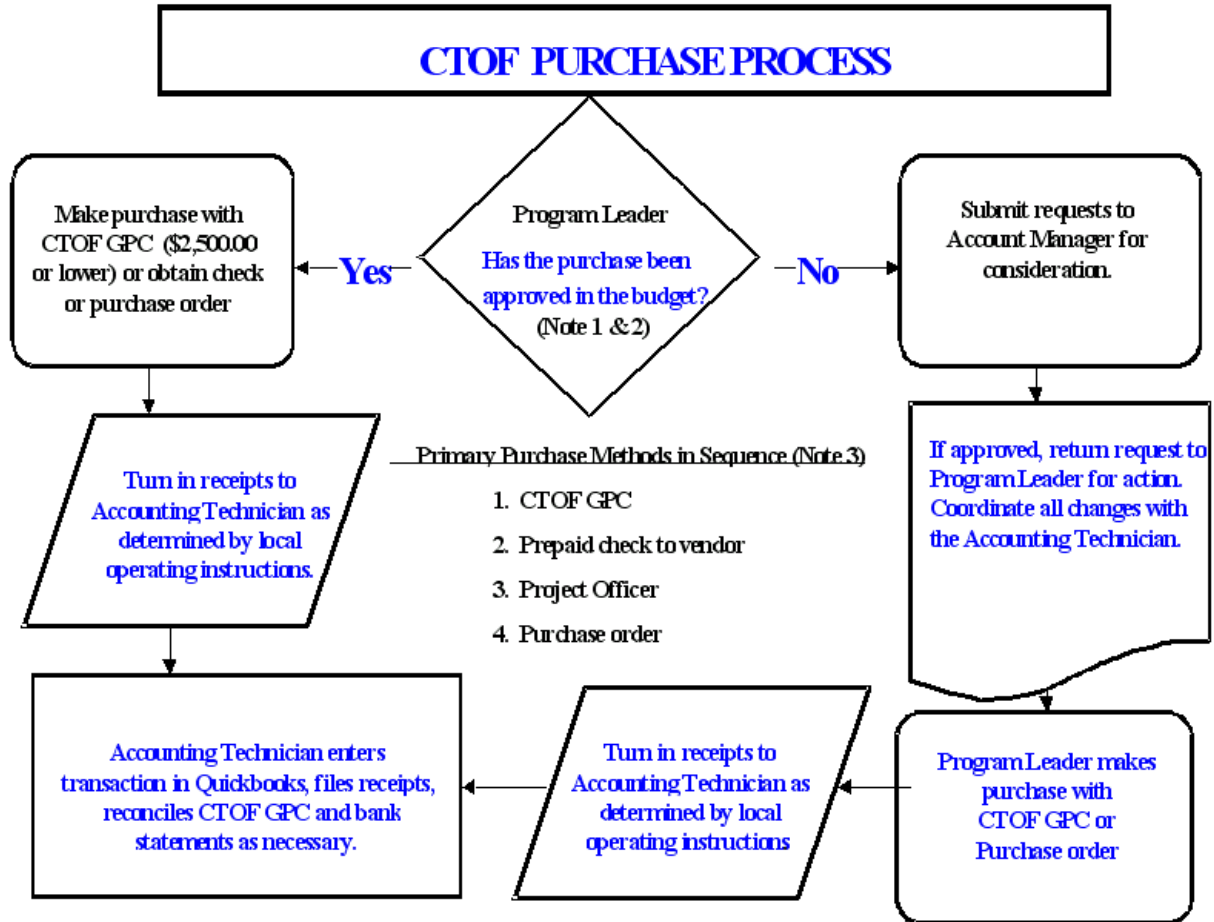 CTOF PURCHASE PROCESS
Make purchase with
CTOF GPC ($2,500.00
or lower) or obtain check
or purchase order
Yes
Program Leader
Has the purchase been
approved in the budget?
(Note 1 & 2)
No
Submit requests to
Account Manager for
consideration.
Turn in receipts to
Accounting Technician as
determined by local
operating instructions.
Primary Purchase Methods in Sequence (Note 3)
1. CTOF GPC
2. Prepaid check to vendor
3. Project Officer
4. Purchase order
If approved, return request to
Program Leader for action.
Coordinate all changes with
the Accounting Technician.
Accounting Technician enters
transaction in Quickbooks, files receipts,
reconciles CTOF GPC and bank
statements as necessary.
Turn in receipts to
Accounting Technician as
determined by local
operating instructions
Program Leader makes
purchase with
CTOF GPC or
Purchase order